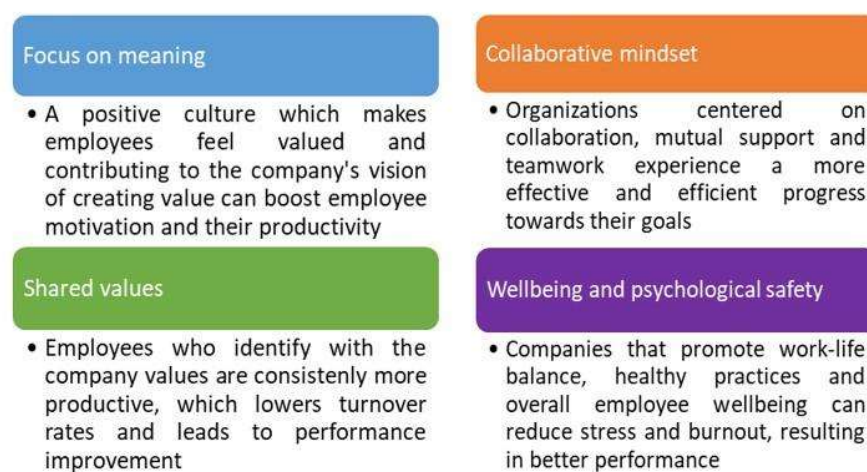 Focus on meaning
• A positive culture which makes
employees feel valued and
contributing to the company's vision
of creating value can boost employee
motivation and their productivity
Collaborative mindset
• Organizations centered on
collaboration, mutual support and
teamwork experience a more
effective and efficient progress
towards their goals
Shared values
• Employees who identify with the
company values are consistenly more
productive, which lowers turnover
rates and leads to performance
improvement
Wellbeing and psychological safety
• Companies that promote work-life
balance, healthy practices and
overall employee wellbeing can
reduce stress and burnout, resulting
in better performance